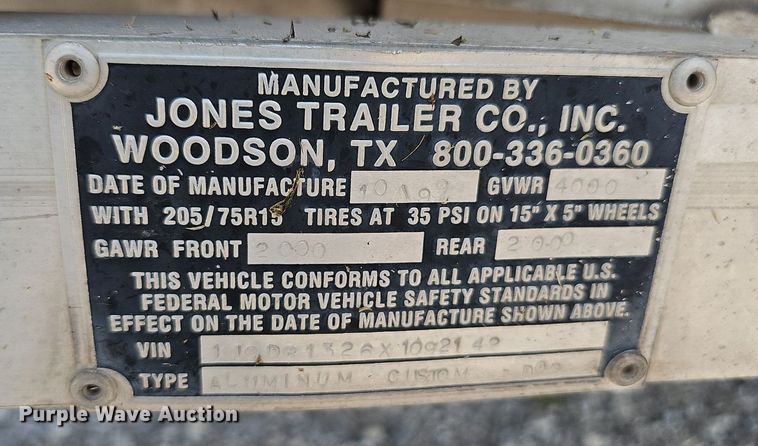 MANUFACTURED BY
JONES TRAILER CO., INC.
WOODSON, TX 800-336-0360
DATE OF MANUFACTURE GVWR 4000
WITH 205/75R15 TIRES AT 35 PSI ON 15" X 5" WHEELS
GAWR FRONT 2000 REAR 2000
THIS VEHICLE CONFORMS TO ALL APPLICABLE U.S.
FEDERAL MOTOR VEHICLE SAFETY STANDARDS IN
EFFECT ON THE DATE OF MANUFACTURE SHOWN ABOVE.
VIN
TYPE ALUMINUM CUSTOM
Purple Wave Auction